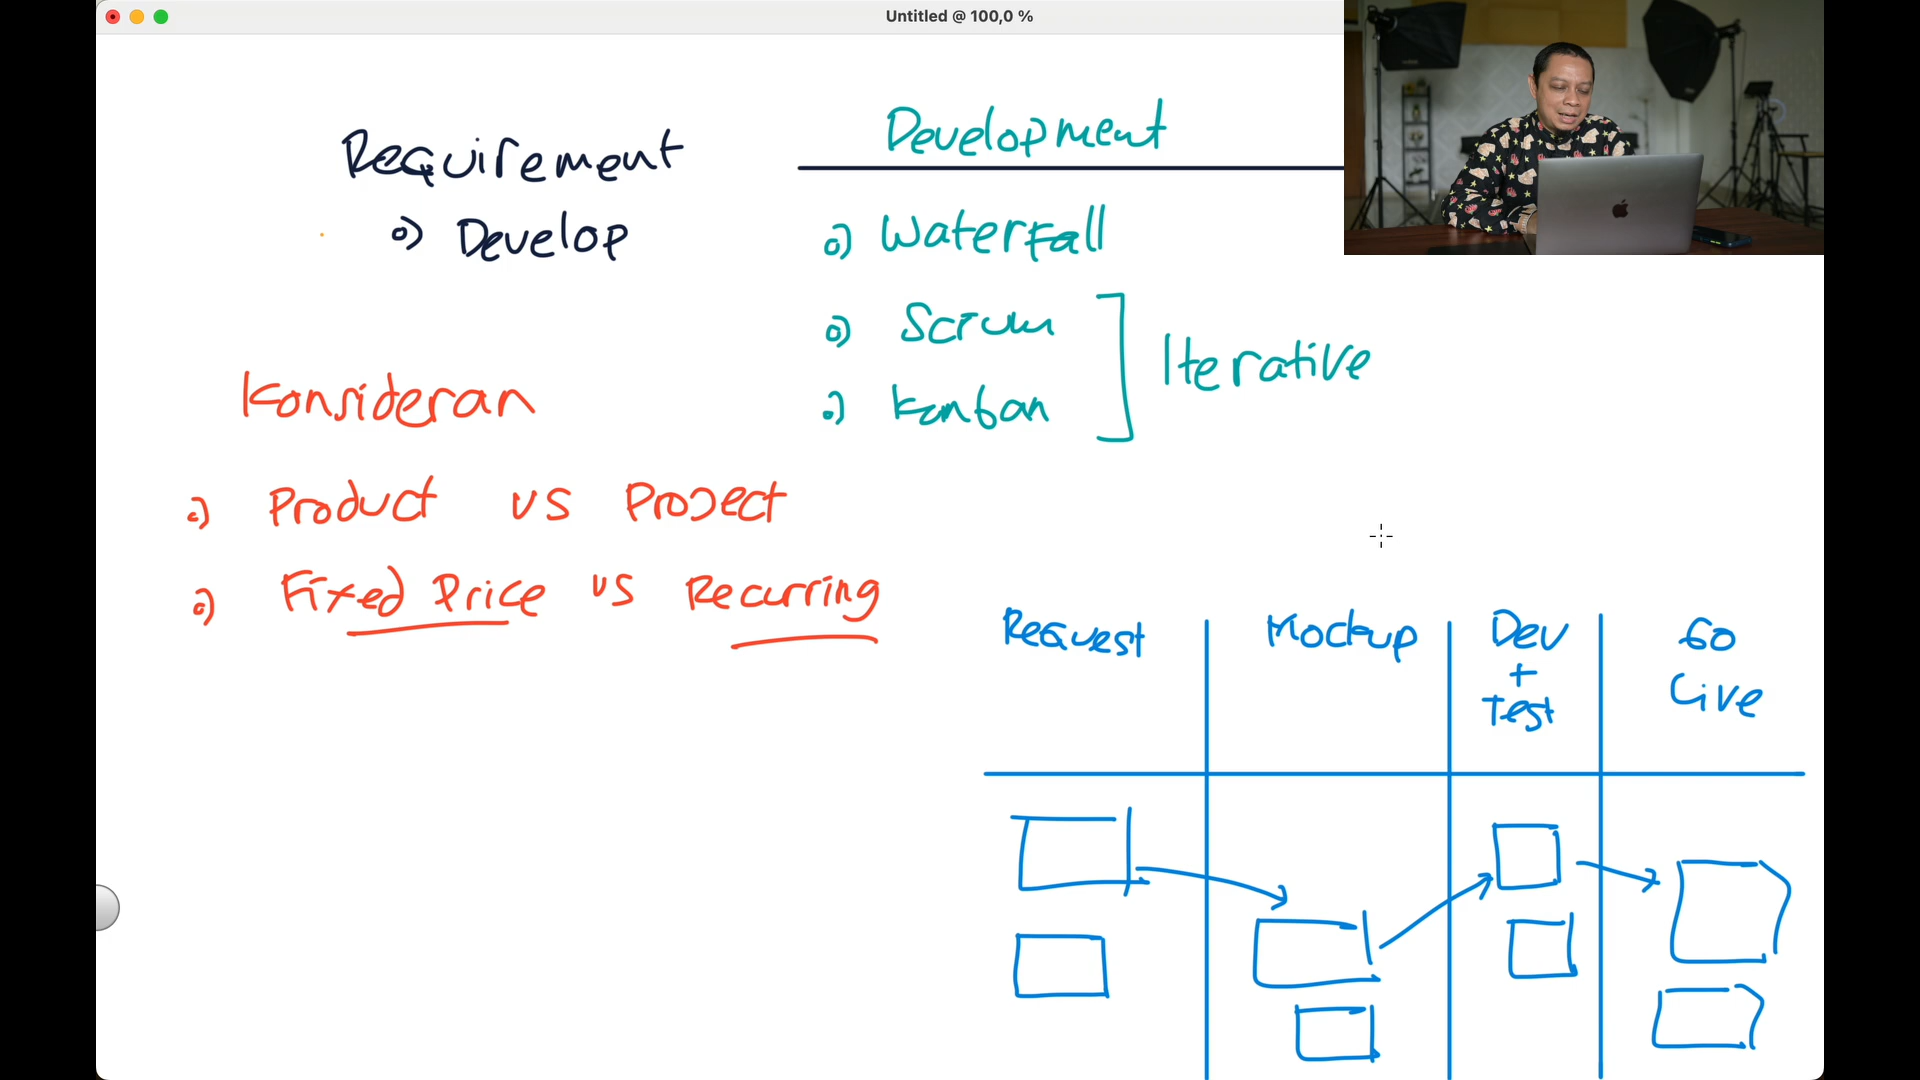 Untitled @ 100,0 %
Requirement
o) Develop
Development
o) Waterfall
o) Scrum
o) Kanban
Iterative
Konsideran
o) Product vs Project
o) Fixed Price vs Recurring
Request
Mockup
Dev
+
Test
Go
Live